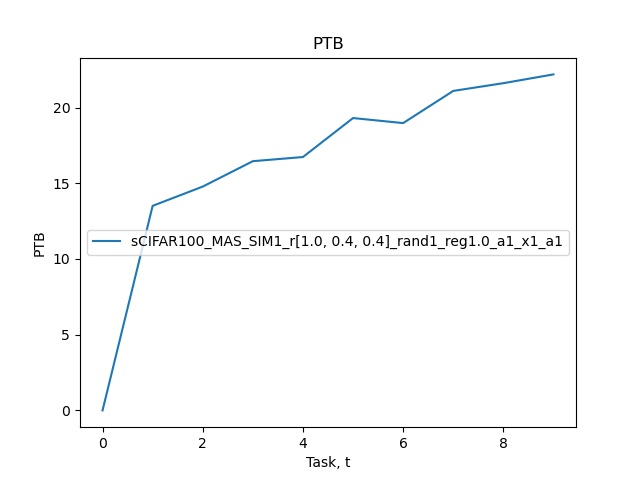 PTB
20
15
10
5
0
PTB
sCIFAR100_MAS_SIM1_r[1.0, 0.4, 0.4]_rand1_reg1.0_a1_x1_a1
0 2 4 6 8
Task, t